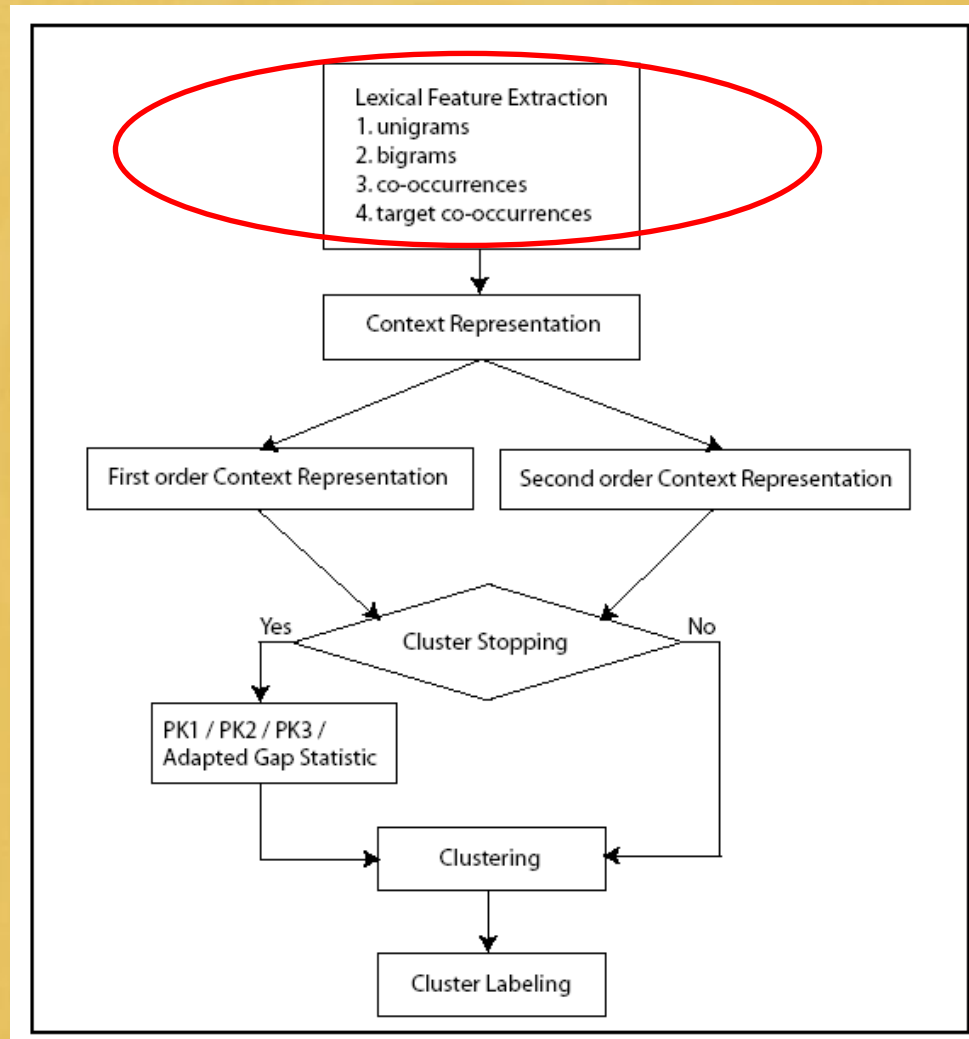 Lexical Feature Extraction
1. unigrams
2. bigrams
3. co-occurrences
4. target co-occurrences
Context Representation
First order Context Representation
Second order Context Representation
Yes
Cluster Stopping
No
PK1 / PK2 / PK3 /
Adapted Gap Statistic
Clustering
Cluster Labeling